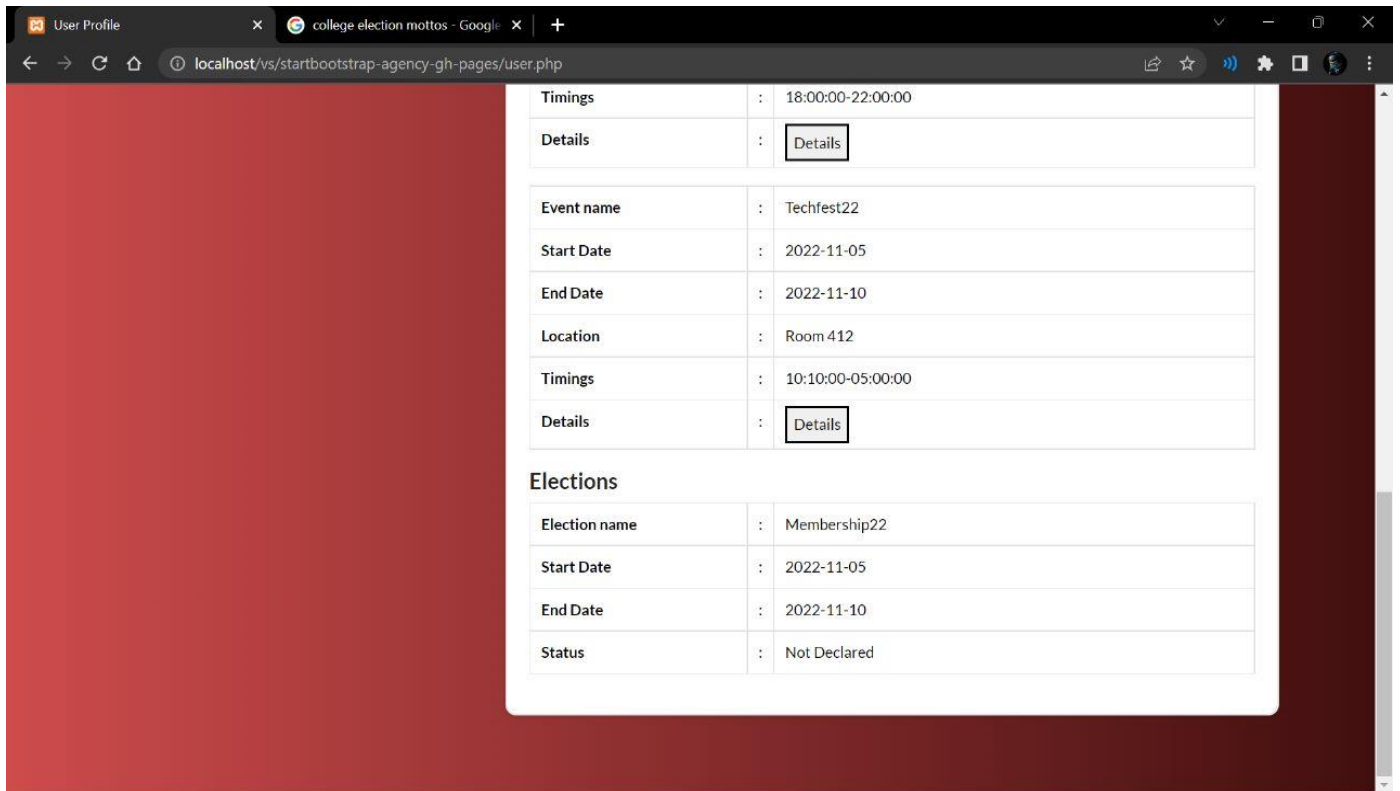 User Profile
college election mottos - Google
localhost/vs/startbootstrap-agency-gh-pages/user.php
Timings : 18:00:00-22:00:00
Details : Details
Event name : Techfest22
Start Date : 2022-11-05
End Date : 2022-11-10
Location : Room 412
Timings : 10:10:00-05:00:00
Details : Details
Elections
Election name : Membership22
Start Date : 2022-11-05
End Date : 2022-11-10
Status : Not Declared